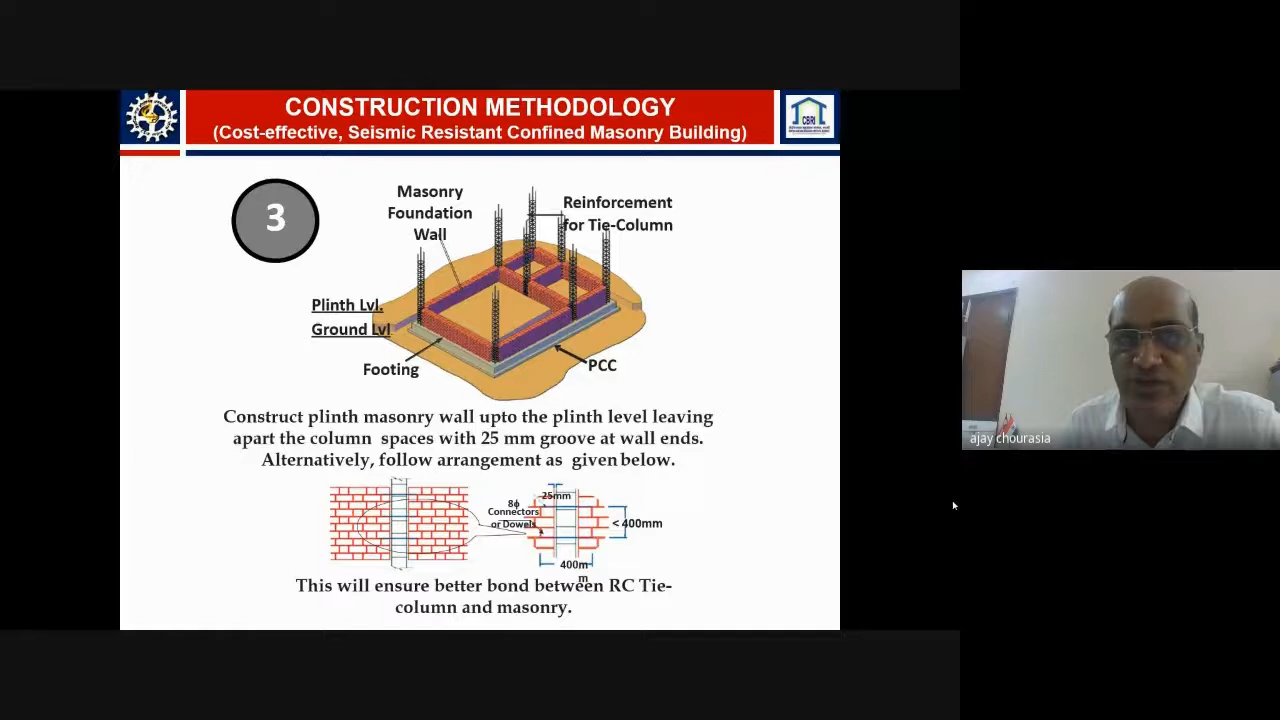 CONSTRUCTION METHODOLOGY
(Cost-effective, Seismic Resistant Confined Masonry Building)
CBRI
3
Masonry
Foundation
Wall
Reinforcement
for Tie-Column
Plinth Lvl.
Ground Lvl
Footing
PCC
Construct plinth masonry wall upto the plinth level leaving
apart the column spaces with 25 mm groove at wall ends.
Alternatively, follow arrangement as given below.
25mm
8ϕ
Connectors
or Dowels
< 400mm
400m
m
This will ensure better bond between RC Tie-
column and masonry.
ajay chourasia